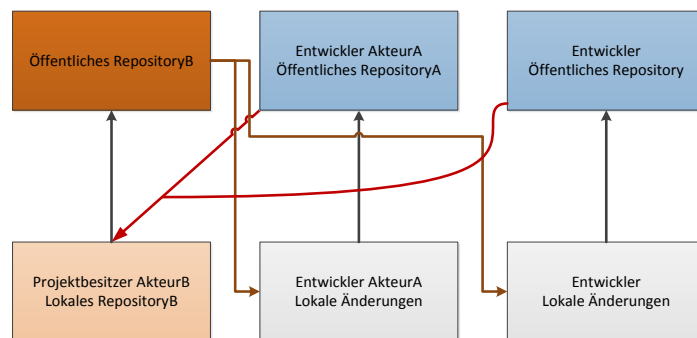 Öffentliches RepositoryB
Entwickler AkteurA
Öffentliches RepositoryA
Entwickler
Öffentliches Repository
Projektbesitzer AkteurB
Lokales RepositoryB
Entwickler AkteurA
Lokale Änderungen
Entwickler
Lokale Änderungen